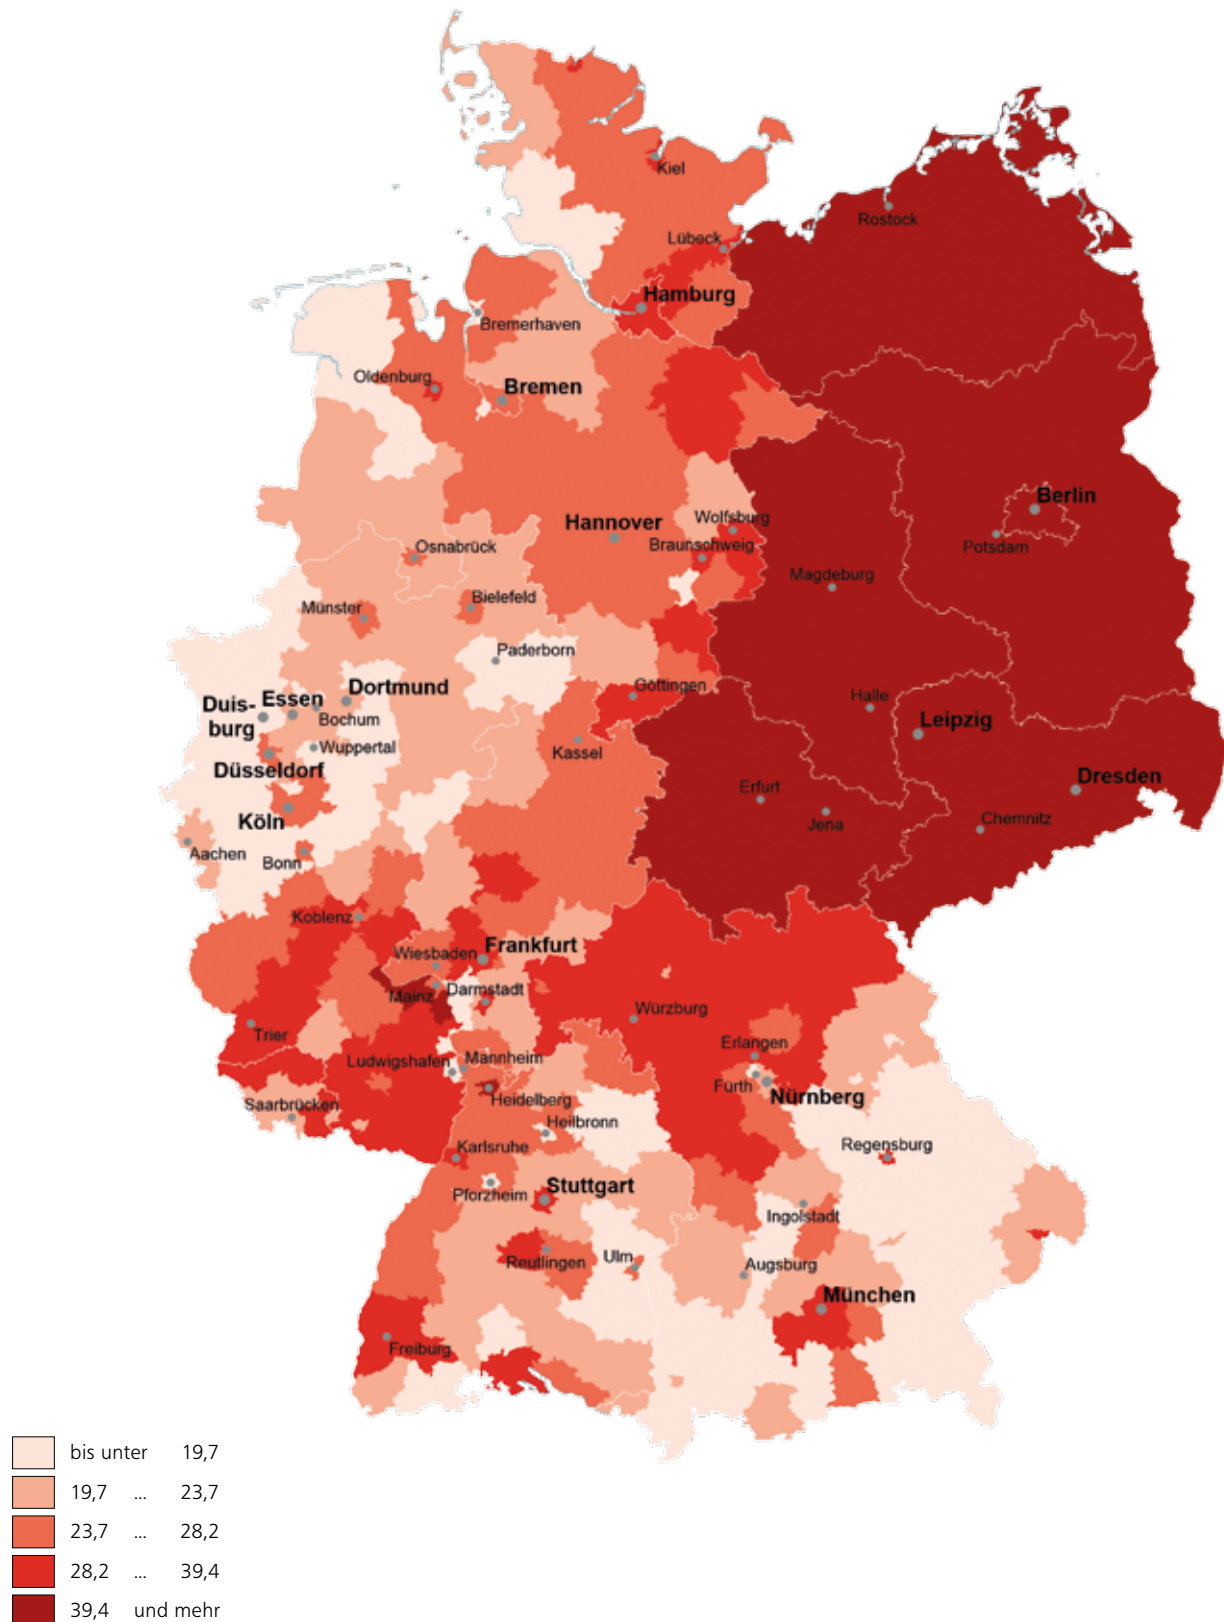 Kiel
Rostock
Lübeck
Hamburg
Bremerhaven
Oldenburg
Bremen
Berlin
Hannover
Wolfsburg
Braunschweig
Potsdam
Osnabrück
Magdeburg
Bielefeld
Münster
Paderborn
Göttingen
Dortmund
Essen
Duis-
burg
Halle
Bochum
Leipzig
Wuppertal
Kassel
Düsseldorf
Dresden
Erfurt
Köln
Jena
Chemnitz
Aachen
Bonn
Koblenz
Frankfurt
Wiesbaden
Mainz
Darmstadt
Würzburg
Trier
Erlangen
Ludwigshafen
Mannheim
Fürth
Nürnberg
Heidelberg
Saarbrücken
Heilbronn
Regensburg
Karlsruhe
Stuttgart
Pforzheim
Ingolstadt
Reutlingen
Ulm
Augsburg
München
Freiburg
bis unter 19,7
19,7 ... 23,7
23,7 ... 28,2
28,2 ... 39,4
39,4 und mehr